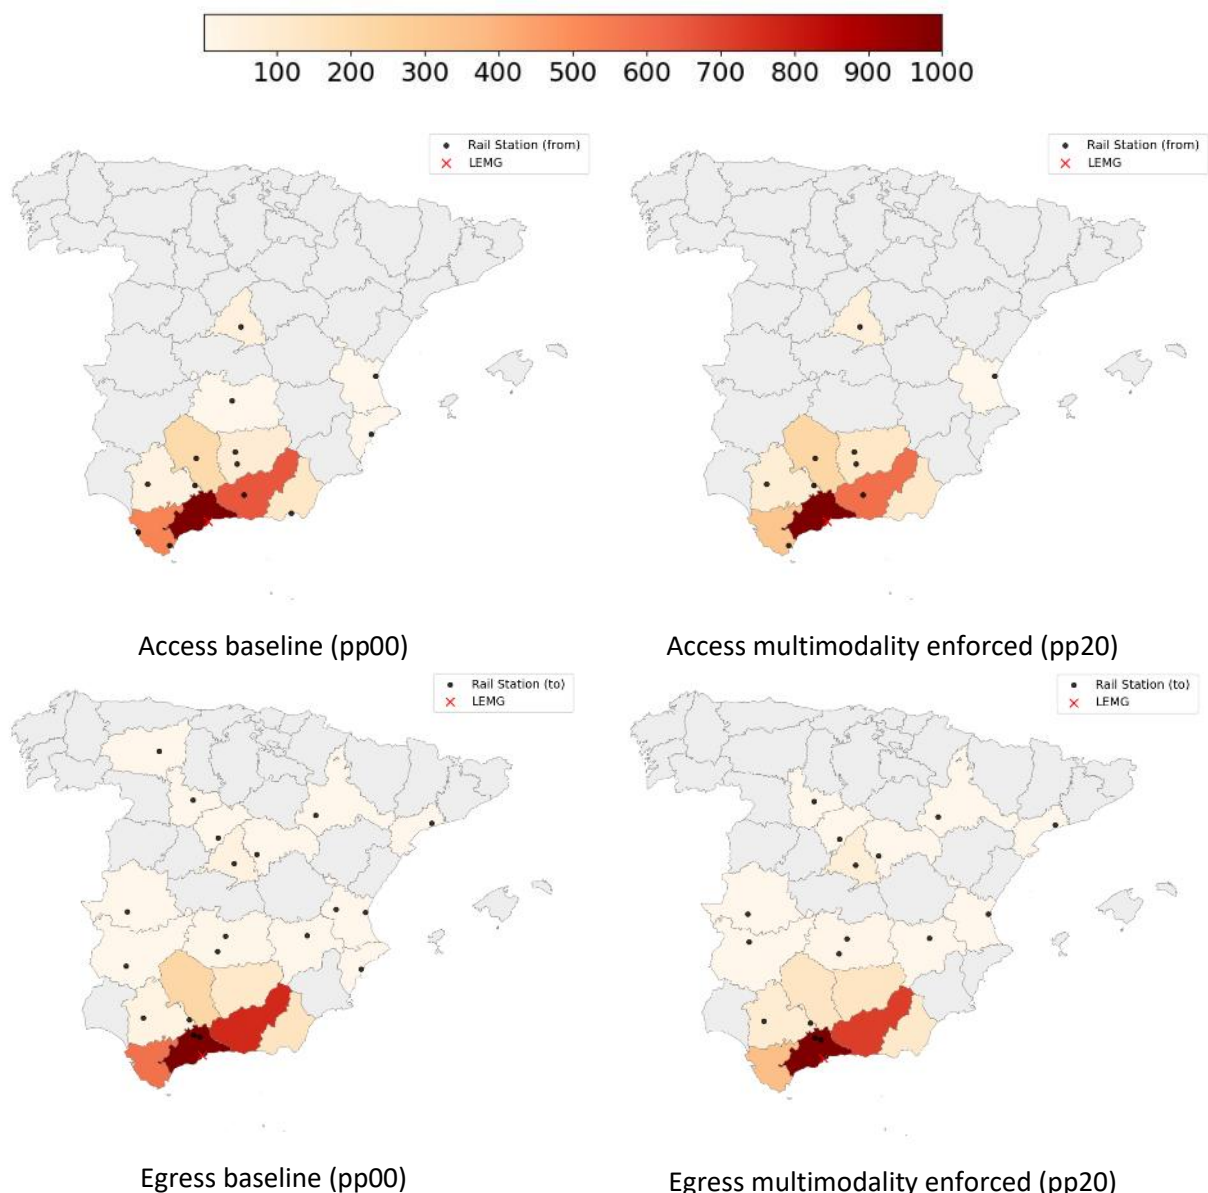 100 200 300 400 500 600 700 800 900 1000
Rail Station (from)
LEMG
Rail Station (from)
LEMG
Access baseline (pp00)
Access multimodality enforced (pp20)
Rail Station (to)
LEMG
Rail Station (to)
LEMG
Egress baseline (pp00)
Egress multimodality enforced (pp20)